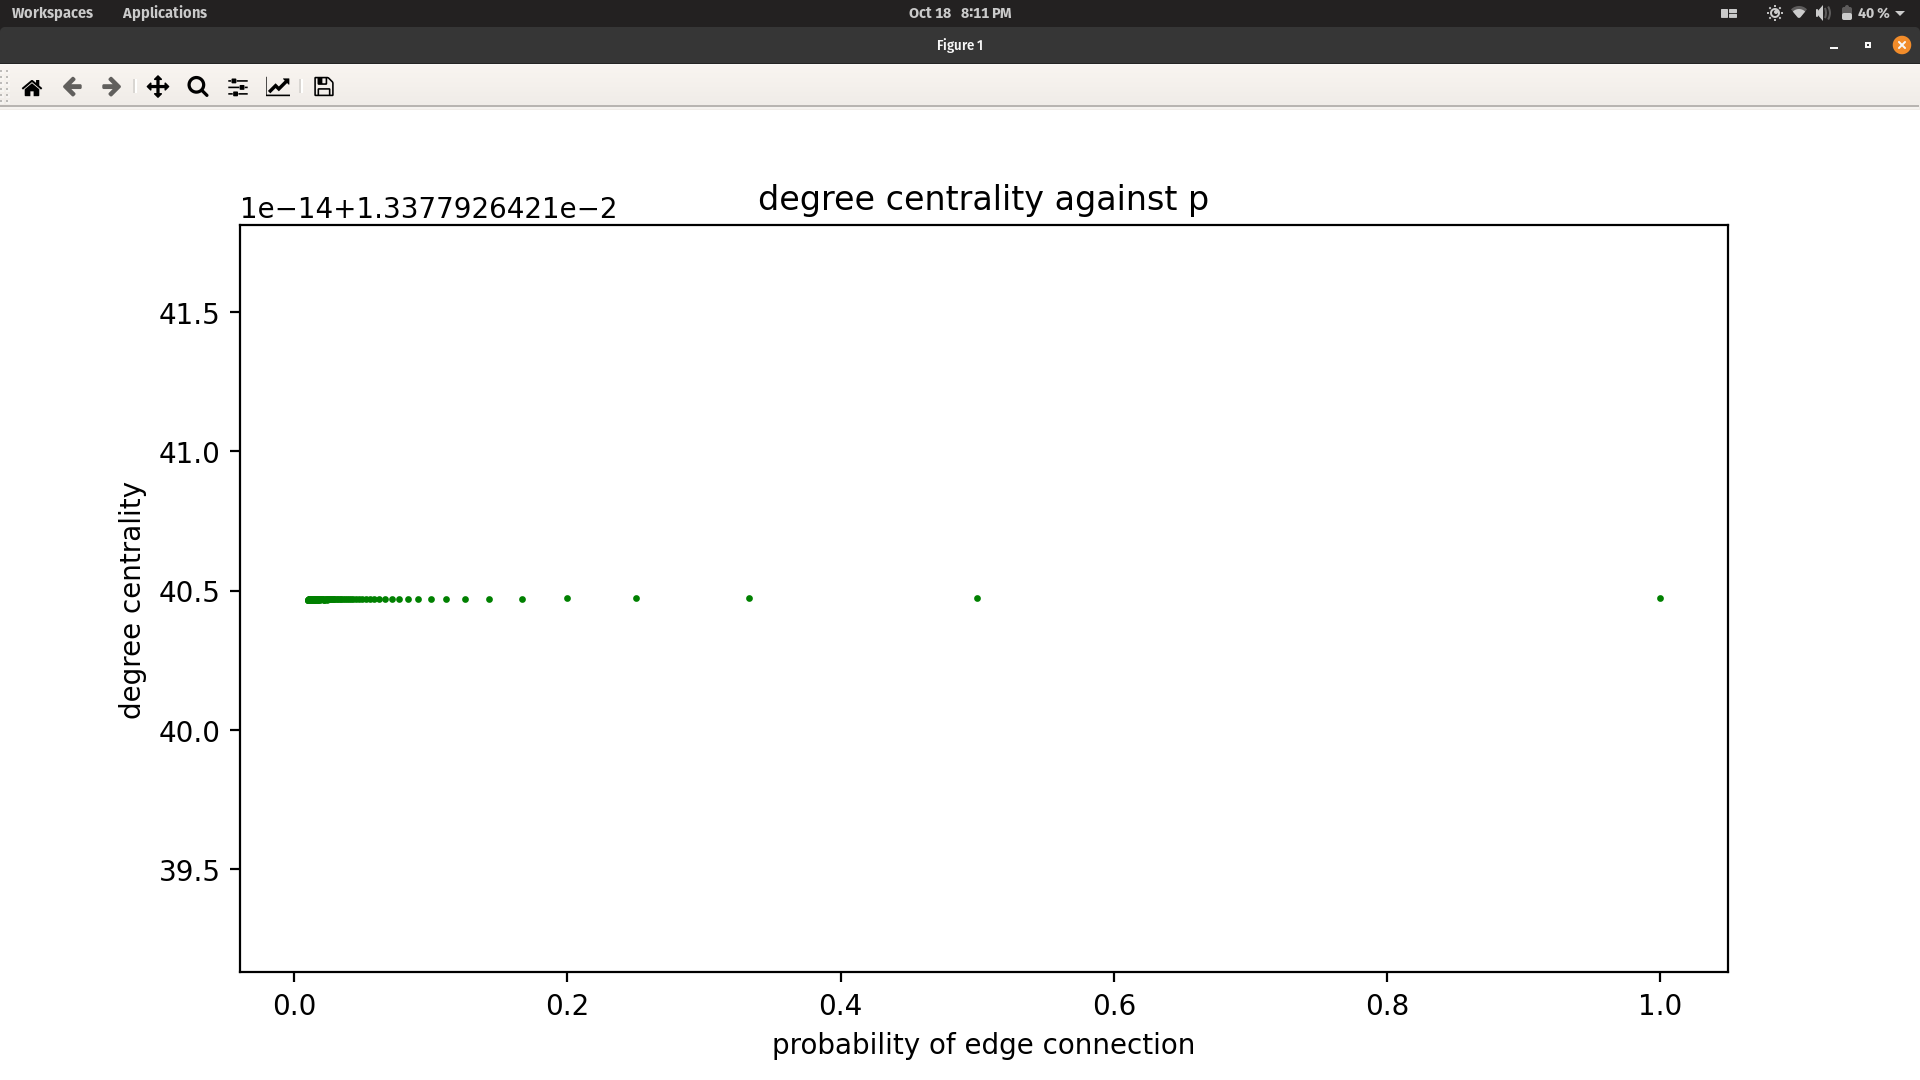 Workspaces Applications Oct 18 8:11 PM 40 %
Figure 1
1e−14+1.3377926421e−2
degree centrality against p
41.5
41.0
40.5
40.0
39.5
degree centrality
0.0 0.2 0.4 0.6 0.8 1.0
probability of edge connection